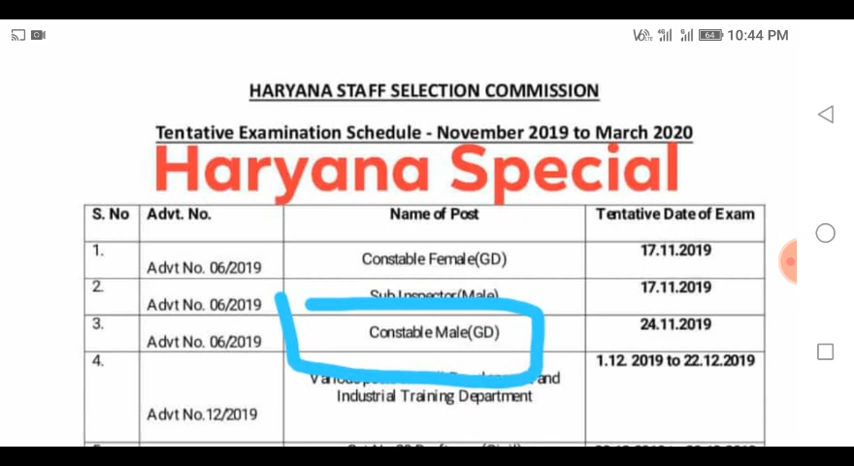 64 10:44 PM
HARYANA STAFF SELECTION COMMISSION
Tentative Examination Schedule - November 2019 to March 2020
Haryana Special
S. No Advt. No. Name of Post Tentative Date of Exam
1. Advt No. 06/2019 Constable Female(GD) 17.11.2019
2. Advt No. 06/2019 Sub Inspector(Male) 17.11.2019
3. Advt No. 06/2019 Constable Male(GD) 24.11.2019
4. Advt No.12/2019 and 1.12. 2019 to 22.12.2019
Industrial Training Department